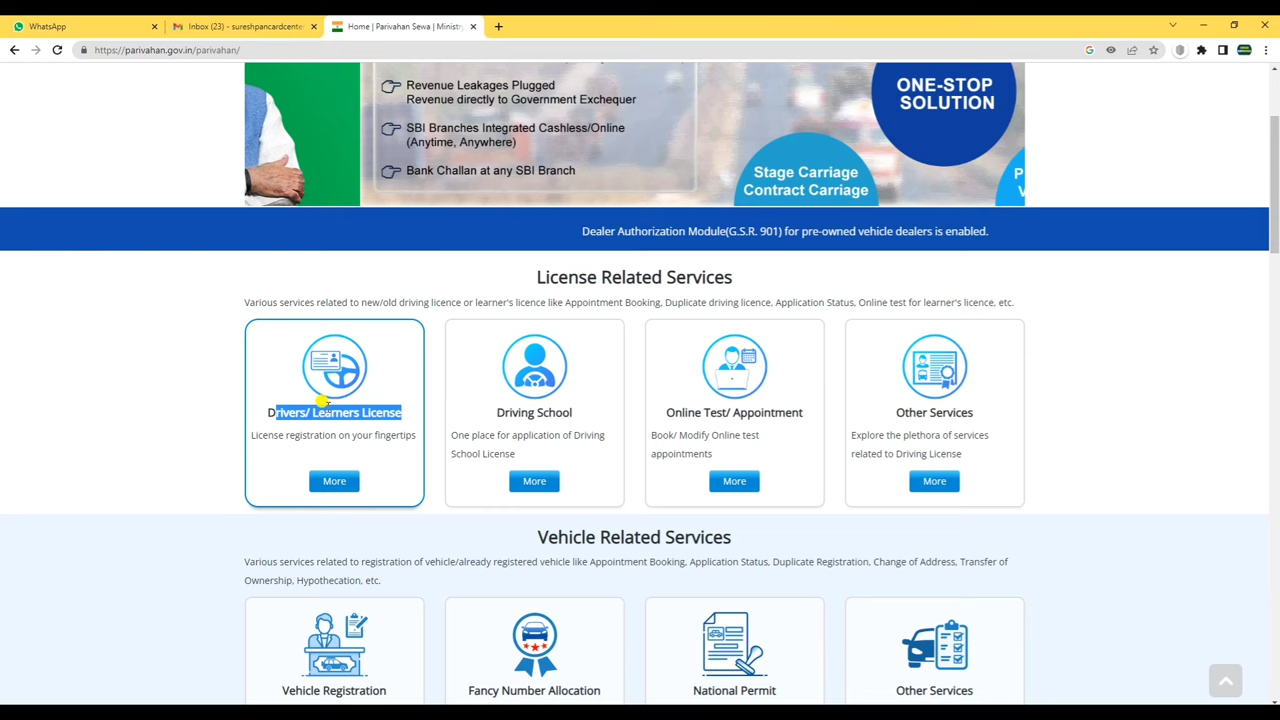 WhatsApp
Inbox (23) - sureshpancardcenter
Home | Parivahan Sewa | Ministr
https://parivahan.gov.in/parivahan/
Revenue Leakages Plugged
Revenue directly to Government Exchequer
SBI Branches Integrated Cashless/Online
(Anytime, Anywhere)
Bank Challan at any SBI Branch
ONE-STOP
SOLUTION
Stage Carriage
Contract Carriage
P
V
Dealer Authorization Module(G.S.R. 901) for pre-owned vehicle dealers is enabled.
License Related Services
Various services related to new/old driving licence or learner's licence like Appointment Booking, Duplicate driving licence, Application Status, Online test for learner's licence, etc.
Drivers/ Learners License
License registration on your fingertips
More
Driving School
One place for application of Driving
School License
More
Online Test/ Appointment
Book/ Modify Online test
appointments
More
Other Services
Explore the plethora of services
related to Driving License
More
Vehicle Related Services
Various services related to registration of vehicle/already registered vehicle like Appointment Booking, Application Status, Duplicate Registration, Change of Address, Transfer of
Ownership, Hypothecation, etc.
Vehicle Registration
Fancy Number Allocation
National Permit
Other Services